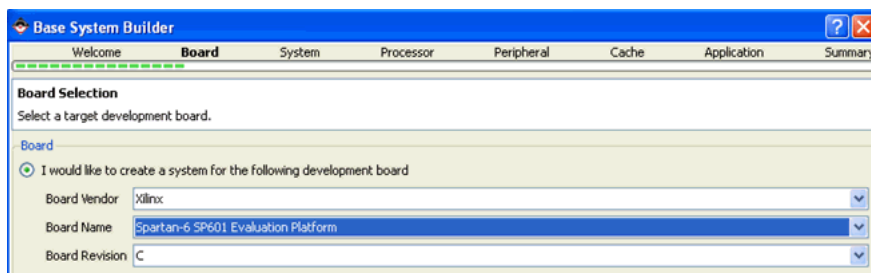 Base System Builder
Welcome Board System Processor Peripheral Cache Application Summary
Board Selection
Select a target development board.
Board
I would like to create a system for the following development board
Board Vendor Xilinx
Board Name Spartan-6 SP601 Evaluation Platform
Board Revision C